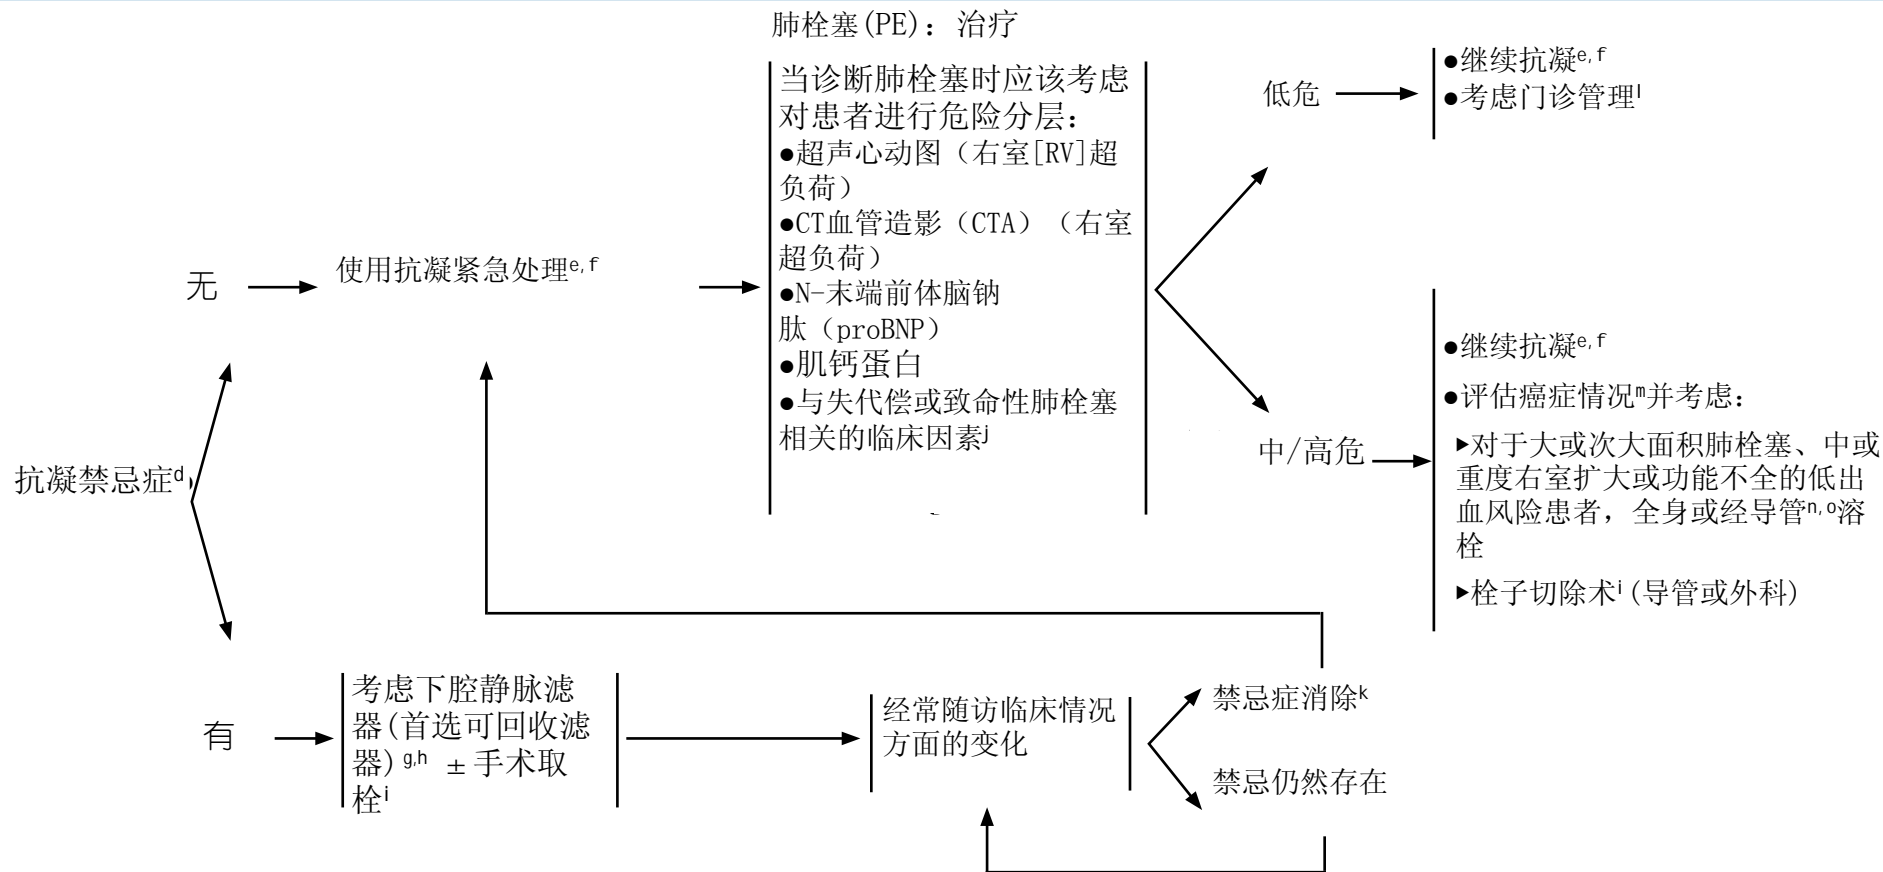 肺栓塞(PE): 治疗
当诊断肺栓塞时应该考虑
对患者进行危险分层：
●超声心动图（右室[RV]超
负荷）
●CT血管造影（CTA）（右室
超负荷）
●N-末端前体脑钠
肽（proBNP）
●肌钙蛋白
●与失代偿或致命性肺栓塞
相关的临床因素j
低危
●继续抗凝e,f
●考虑门诊管理l
无
使用抗凝紧急处理e,f
中/高危
●继续抗凝e,f
●评估癌症情况m并考虑：
▶对于大或次大面积肺栓塞、中或
重度右室扩大或功能不全的低出
血风险患者，全身或经导管n,o溶
栓
▶栓子切除术i(导管或外科)
抗凝禁忌症d
有
考虑下腔静脉滤
器(首选可回收滤
器)g,h ±手术取
栓i
经常随访临床情况
方面的变化
禁忌症消除k
禁忌仍然存在